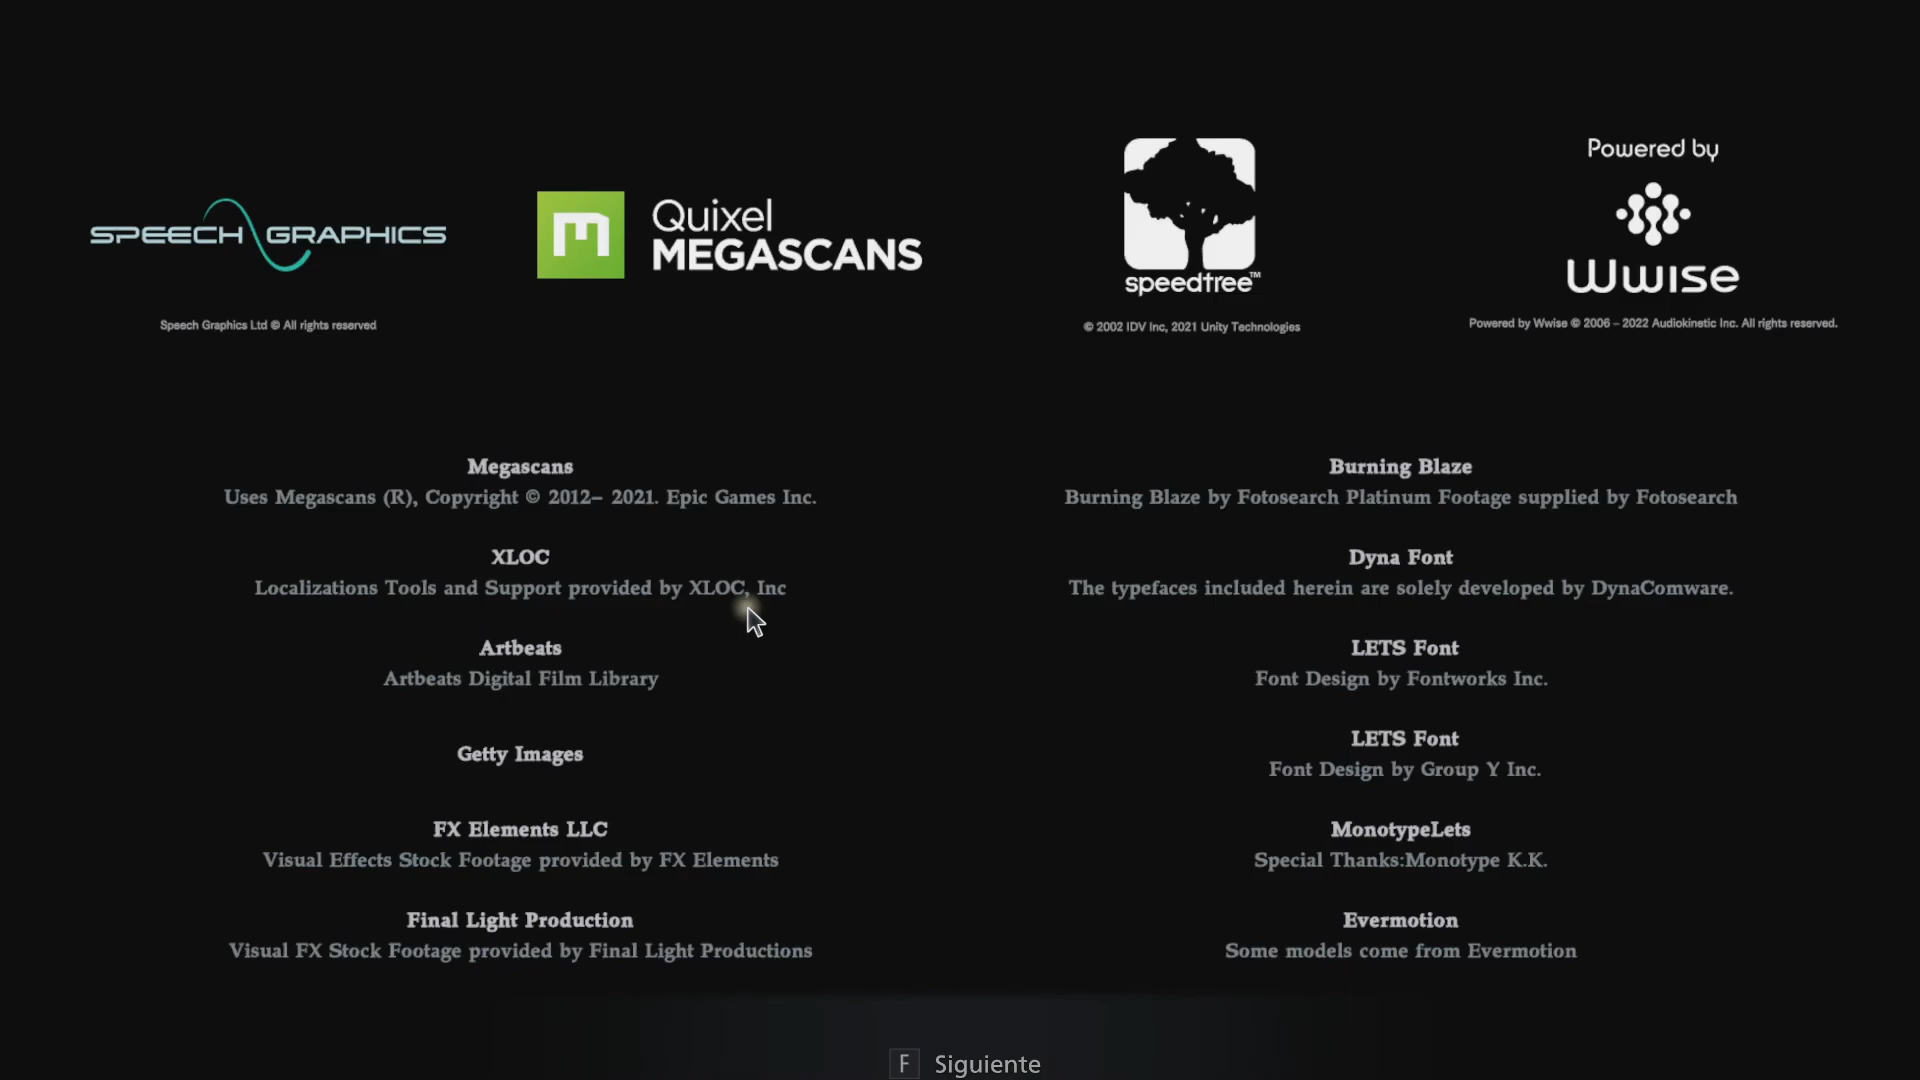 SPEECH GRAPHICS
Speech Graphics Ltd © All rights reserved
Quixel
MEGASCANS
speedtree™
© 2002 IDV Inc, 2021 Unity Technologies
Powered by
Wwise
Powered by Wwise © 2006 – 2022 Audiokinetic Inc. All rights reserved.
Megascans
Uses Megascans (R), Copyright © 2012– 2021. Epic Games Inc.
XLOC
Localizations Tools and Support provided by XLOC, Inc
Artbeats
Artbeats Digital Film Library
Getty Images
FX Elements LLC
Visual Effects Stock Footage provided by FX Elements
Final Light Production
Visual FX Stock Footage provided by Final Light Productions
Burning Blaze
Burning Blaze by Fotosearch Platinum Footage supplied by Fotosearch
Dyna Font
The typefaces included herein are solely developed by DynaComware.
LETS Font
Font Design by Fontworks Inc.
LETS Font
Font Design by Group Y Inc.
MonotypeLets
Special Thanks:Monotype K.K.
Evermotion
Some models come from Evermotion
F Siguiente